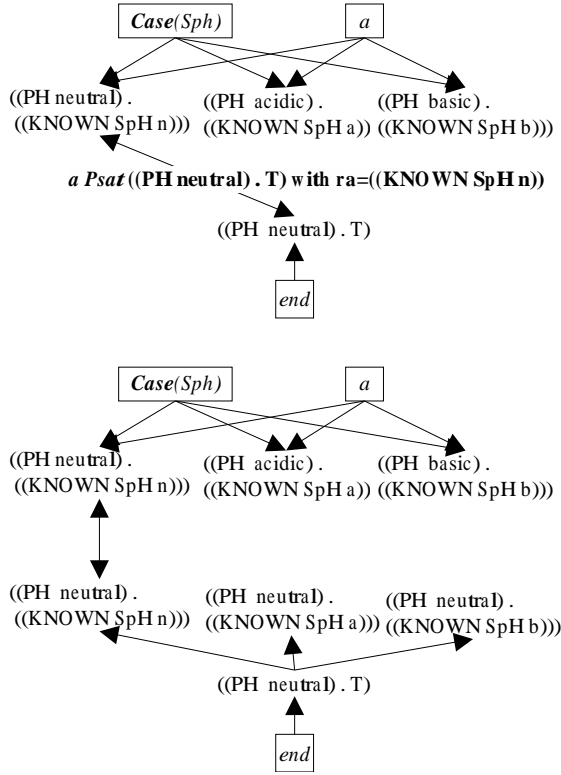 Case(Sph) a
((PH neutral). ((PH acidic). ((PH basic).
((KNOWN SpH n))) ((KNOWN SpH a)) ((KNOWN SpH b)))
a Psat ((PH neutral). T) with ra=((KNOWN SpH n))
((PH neutral). T)
end
Case(Sph) a
((PH neutral). ((PH acidic). ((PH basic).
((KNOWN SpH n))) ((KNOWN SpH a)) ((KNOWN SpH b)))
((PH neutral). ((PH neutral). ((PH neutral).
((KNOWN SpH n))) ((KNOWN SpH a))) ((KNOWN SpH b)))
((PH neutral). T)
end